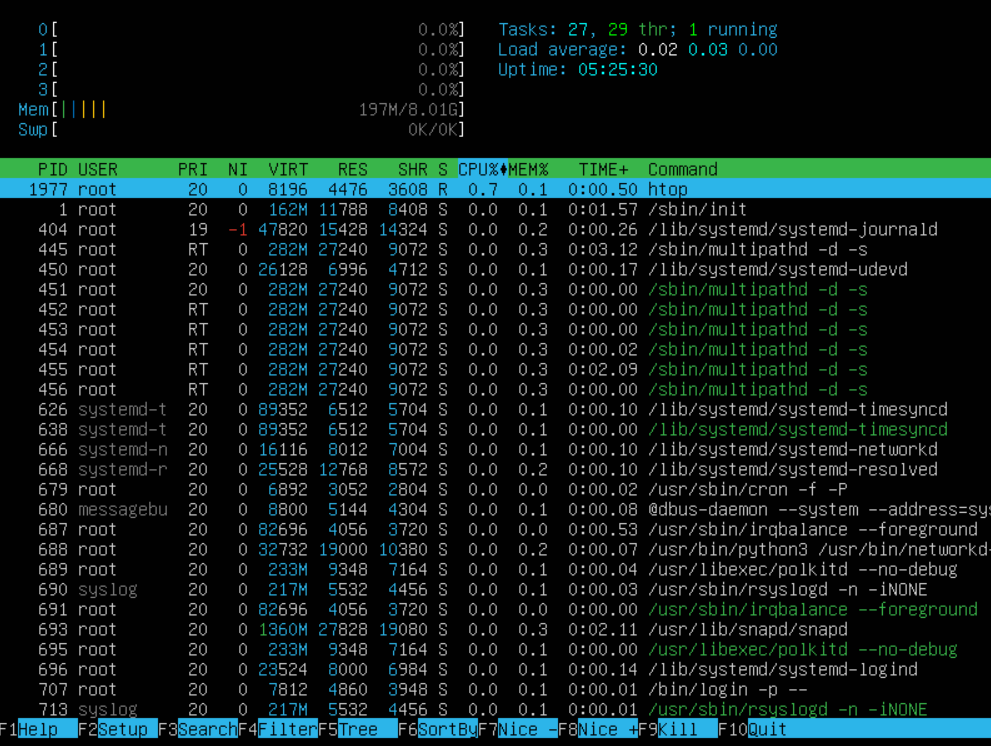 0[ 0.0%] Tasks: 27, 29 thr; 1 running
1[ 0.0%] Load average: 0.02 0.03 0.00
2[ 0.0%] Uptime: 05:25:30
3[ 0.0%]
Mem[||||| 197M/8.01G]
Swp[ 0K/0K]
PID USER PRI NI VIRT RES SHR S CPU%♦MEM% TIME+ Command
1977 root 20 0 8196 4476 3608 R 0.7 0.1 0:00.50 htop
1 root 20 0 162M 11788 8408 S 0.0 0.1 0:01.57 /sbin/init
404 root 19 -1 47820 15428 14324 S 0.0 0.2 0:00.26 /lib/systemd/systemd-journald
445 root RT 0 282M 27240 9072 S 0.0 0.3 0:03.12 /sbin/multipathd -d -s
450 root 20 0 26128 6996 4712 S 0.0 0.1 0:00.17 /lib/systemd/systemd-udevd
451 root 20 0 282M 27240 9072 S 0.0 0.3 0:00.00 /sbin/multipathd -d -s
452 root RT 0 282M 27240 9072 S 0.0 0.3 0:00.00 /sbin/multipathd -d -s
453 root RT 0 282M 27240 9072 S 0.0 0.3 0:00.00 /sbin/multipathd -d -s
454 root RT 0 282M 27240 9072 S 0.0 0.3 0:00.02 /sbin/multipathd -d -s
455 root RT 0 282M 27240 9072 S 0.0 0.3 0:02.09 /sbin/multipathd -d -s
456 root RT 0 282M 27240 9072 S 0.0 0.3 0:00.00 /sbin/multipathd -d -s
626 systemd-t 20 0 89352 6512 5704 S 0.0 0.1 0:00.10 /lib/systemd/systemd-timesyncd
638 systemd-t 20 0 89352 6512 5704 S 0.0 0.1 0:00.00 /lib/systemd/systemd-timesyncd
666 systemd-n 20 0 16116 8012 7004 S 0.0 0.1 0:00.10 /lib/systemd/systemd-networkd
668 systemd-r 20 0 25528 12768 8572 S 0.0 0.2 0:00.10 /lib/systemd/systemd-resolved
679 root 20 0 6892 3052 2804 S 0.0 0.0 0:00.02 /usr/sbin/cron -f -P
680 messagebu 20 0 8800 5144 4304 S 0.0 0.1 0:00.08 @dbus-daemon --system --address=sys
687 root 20 0 82696 4056 3720 S 0.0 0.0 0:00.53 /usr/sbin/irqbalance --foreground
688 root 20 0 32732 19000 10380 S 0.0 0.2 0:00.07 /usr/bin/python3 /usr/bin/networkd-
689 root 20 0 233M 9348 7164 S 0.0 0.1 0:00.04 /usr/libexec/polkitd --no-debug
690 syslog 20 0 217M 5532 4456 S 0.0 0.1 0:00.03 /usr/sbin/rsyslogd -n -iNONE
691 root 20 0 82696 4056 3720 S 0.0 0.0 0:00.00 /usr/sbin/irqbalance --foreground
693 root 20 0 1360M 27828 19080 S 0.0 0.3 0:02.11 /usr/lib/snapd/snapd
695 root 20 0 233M 9348 7164 S 0.0 0.1 0:00.00 /usr/libexec/polkitd --no-debug
696 root 20 0 23524 8000 6984 S 0.0 0.1 0:00.14 /lib/systemd/systemd-logind
707 root 20 0 7812 4860 3948 S 0.0 0.1 0:00.01 /bin/login -p --
713 syslog 20 0 217M 5532 4456 S 0.0 0.1 0:00.01 /usr/sbin/rsyslogd -n -iNONE
F1Help F2Setup F3SearchF4FilterF5Tree F6SortByF7Nice -F8Nice +F9Kill F10Quit